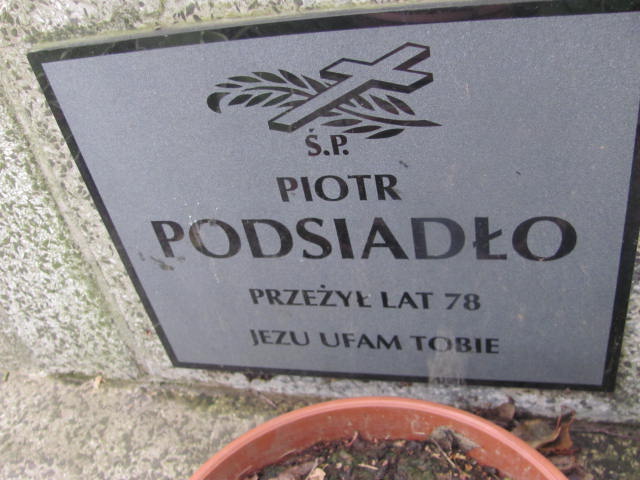 Ś.P.
PIOTR
PODSIADŁO
PRZEŻYŁ LAT 78
JEZU UFAM TOBIE